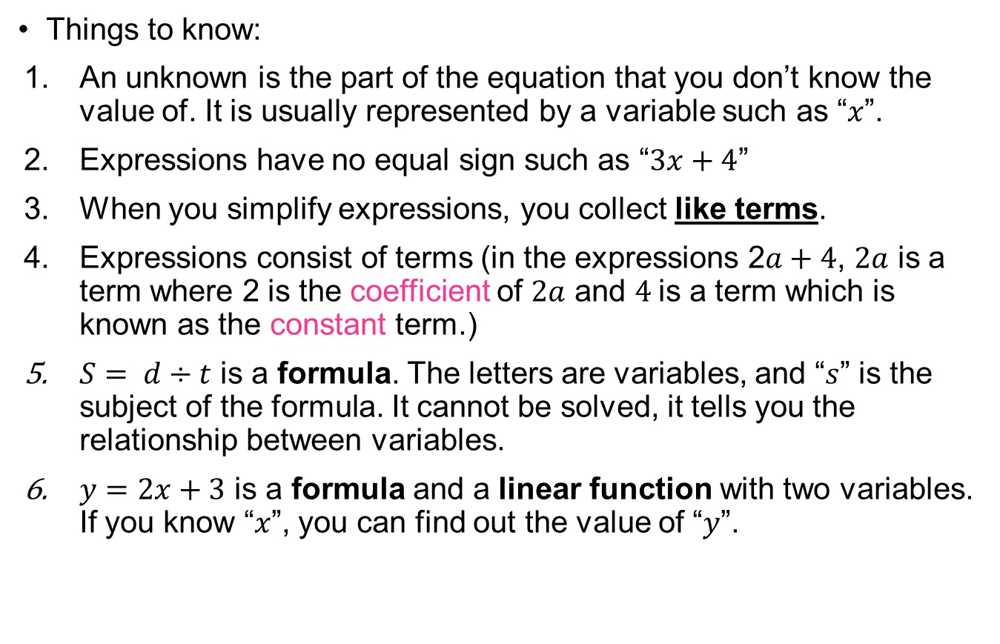 • Things to know:
1. An unknown is the part of the equation that you don’t know the
value of. It is usually represented by a variable such as “x”.
2. Expressions have no equal sign such as “3x + 4”
3. When you simplify expressions, you collect like terms.
4. Expressions consist of terms (in the expressions 2a + 4, 2a is a
term where 2 is the coefficient of 2a and 4 is a term which is
known as the constant term.)
5. S = d ÷ t is a formula. The letters are variables, and “s” is the
subject of the formula. It cannot be solved, it tells you the
relationship between variables.
6. y = 2x + 3 is a formula and a linear function with two variables.
If you know “x”, you can find out the value of “y”.